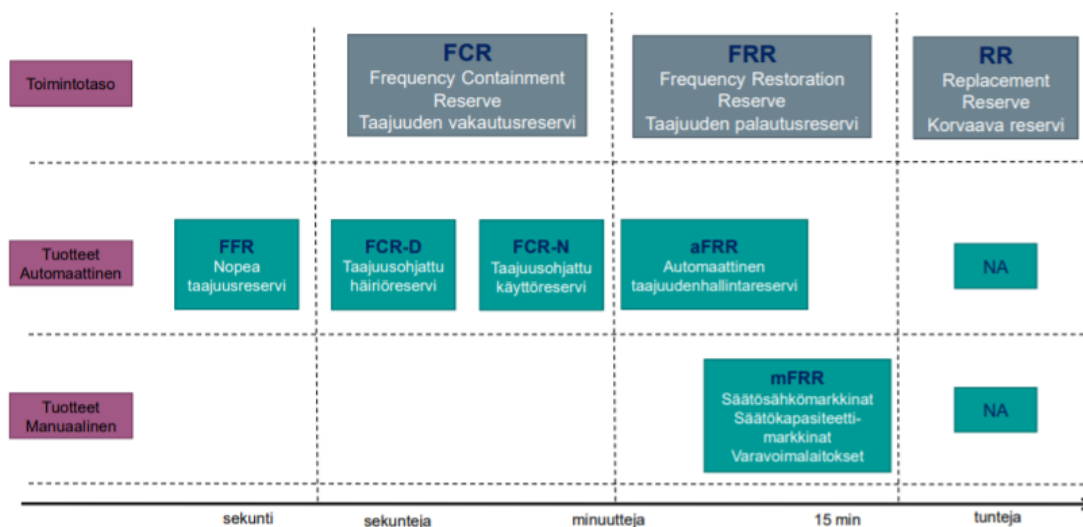 Toimintotaso
FCR
Frequency Containment
Reserve
Taajuuden vakautusreservi
FRR
Frequency Restoration
Reserve
Taajuuden palautusreservi
RR
Replacement
Reserve
Korvaava reservi
Tuotteet
Automaattinen
FFR
Nopea
taajuusreservi
FCR-D
Taajuusohjattu
häiriöreservi
FCR-N
Taajuusohjattu
käyttöreservi
aFRR
Automaattinen
taajuudenhallintareservi
NA
Tuotteet
Manuaalinen
mFRR
Säätösähkömarkkinat
Säätökapasiteetti-
markkinat
Varavoimalaitokset
NA
sekunti
sekunteja
minuutteja
15 min
tunteja